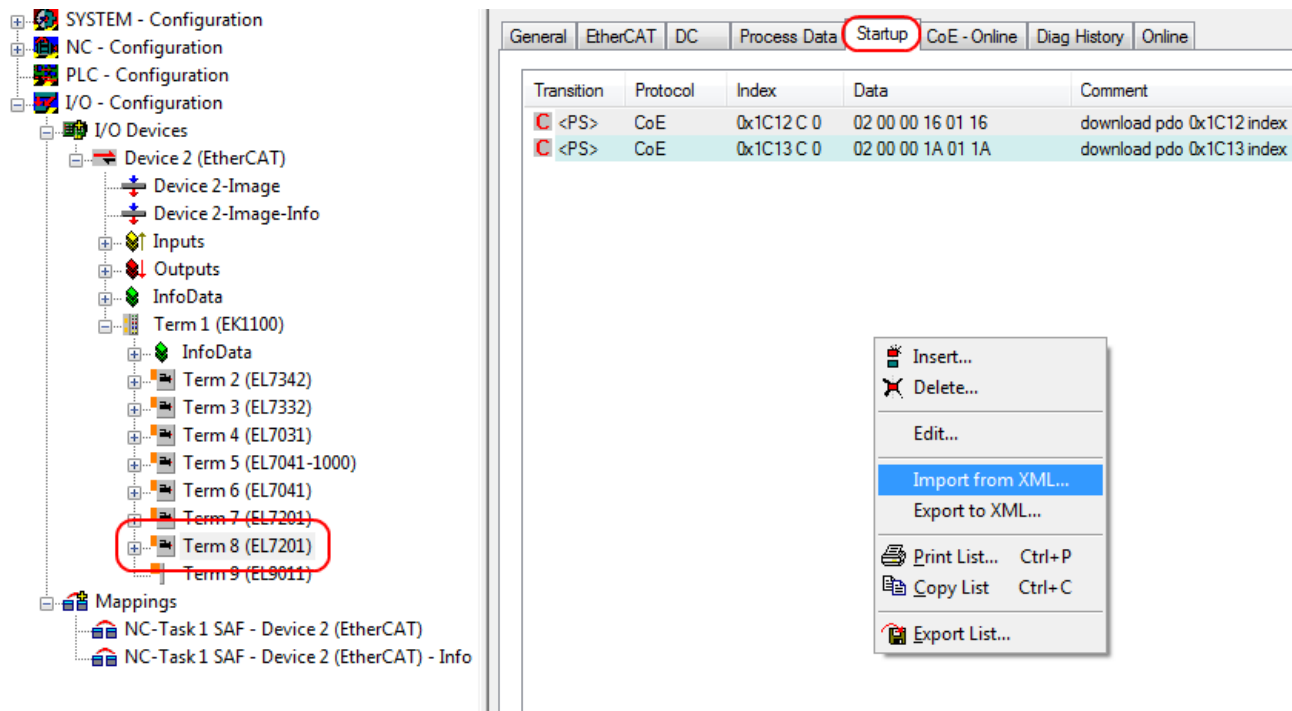 SYSTEM - Configuration
NC - Configuration
PLC - Configuration
I/O - Configuration
I/O Devices
Device 2 (EtherCAT)
Device 2-Image
Device 2-Image-Info
Inputs
Outputs
InfoData
Term 1 (EK1100)
InfoData
Term 2 (EL7342)
Term 3 (EL7332)
Term 4 (EL7031)
Term 5 (EL7041-1000)
Term 6 (EL7041)
Term 7 (EL7201)
Term 8 (EL7201)
Term 9 (EL9011)
Mappings
NC-Task 1 SAF - Device 2 (EtherCAT)
NC-Task 1 SAF - Device 2 (EtherCAT) - Info
General EtherCAT DC Process Data Startup CoE - Online Diag History Online
Transition Protocol Index Data Comment
C <PS> CoE 0x1C12 C 0 02 00 00 16 01 16 download pdo 0x1C12 index
C <PS> CoE 0x1C13 C 0 02 00 00 1A 01 1A download pdo 0x1C13 index
Insert...
Delete...
Edit...
Import from XML...
Export to XML...
Print List... Ctrl+P
Copy List Ctrl+C
Export List...